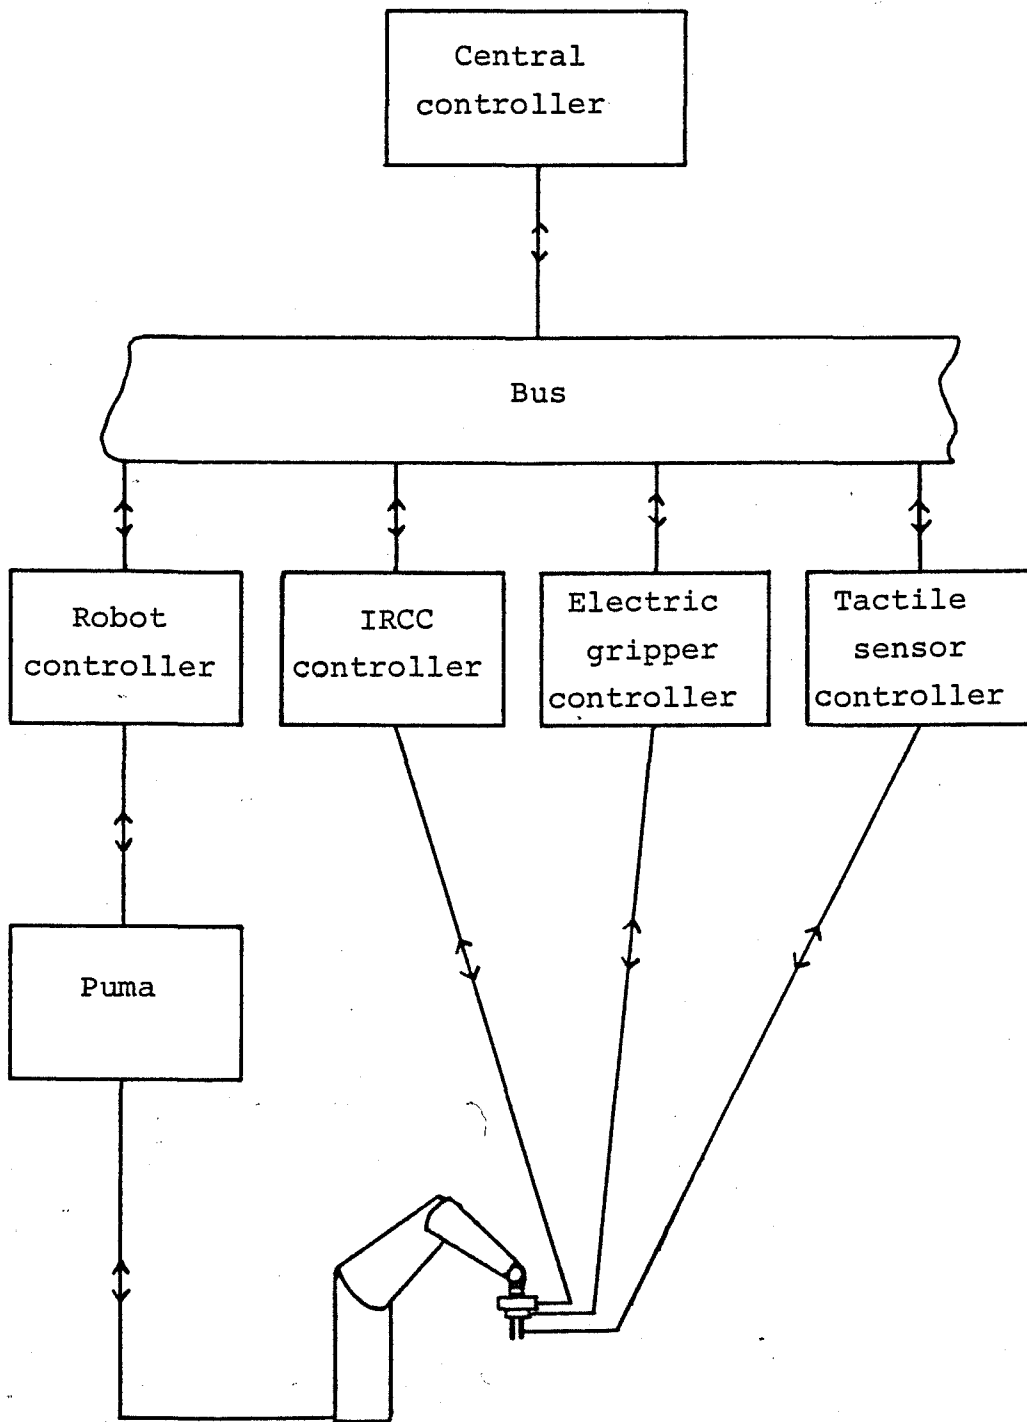 Central
controller
Bus
Robot
controller
IRCC
controller
Electric
gripper
controller
Tactile
sensor
controller
Puma